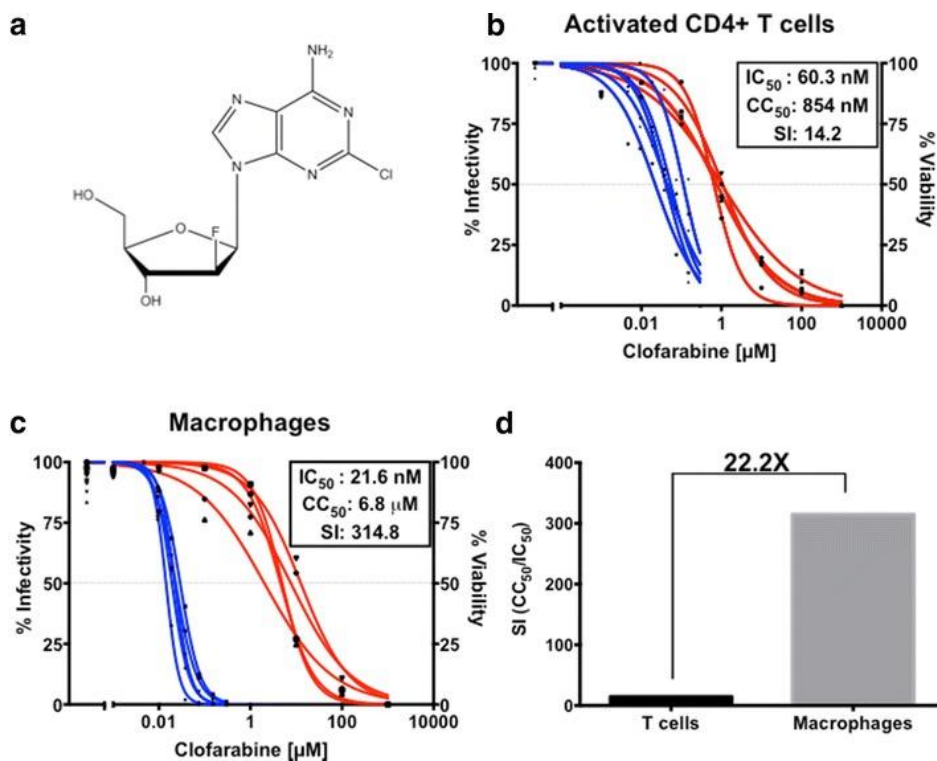 a
NH2
N
N
N
N
Cl
HO
O
F
OH
b
Activated CD4+ T cells
IC50 : 60.3 nM
CC50: 854 nM
SI: 14.2
% Infectivity
100
75
50
25
0
% Viability
100
75
50
25
0
0.01
1
100
10000
Clofarabine [µM]
c
Macrophages
IC50 : 21.6 nM
CC50: 6.8 µM
SI: 314.8
% Infectivity
100
75
50
25
0
% Viability
100
75
50
25
0
0.01
1
100
10000
Clofarabine [µM]
d
22.2X
SI (CC50/IC50)
400
300
200
100
0
T cells
Macrophages